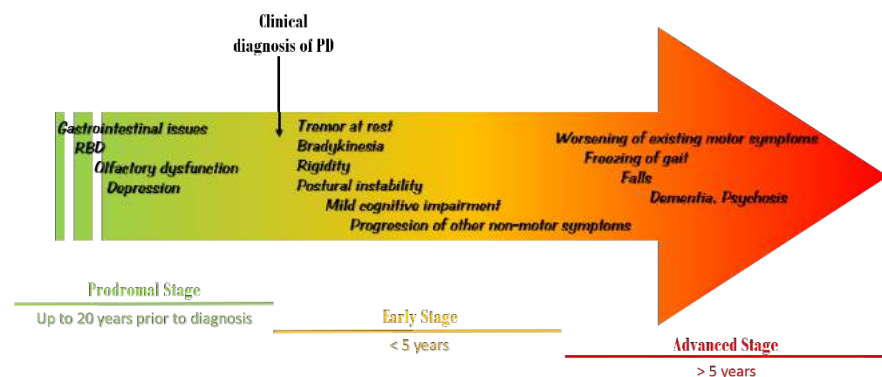 Clinical
diagnosis of PD
Gastrointestinal issues
RBD
Olfactory dysfunction
Depression
Tremor at rest
Bradykinesia
Rigidity
Postural instability
Mild cognitive impairment
Progression of other non-motor symptoms
Worsening of existing motor symptoms
Freezing of gait
Falls
Dementia, Psychosis
Prodromal Stage
Up to 20 years prior to diagnosis
Early Stage
< 5 years
Advanced Stage
> 5 years